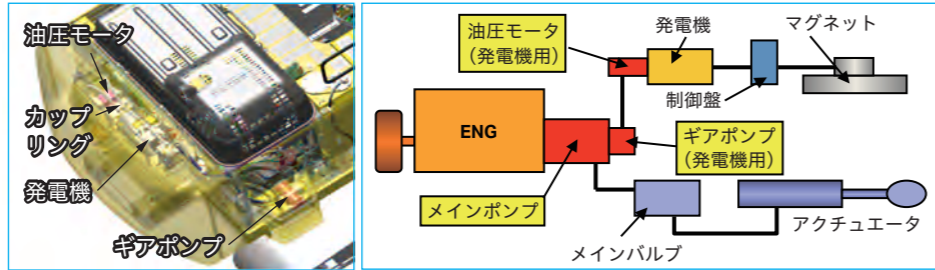 油圧モータ
カップ
リング
発電機
ギアポンプ
油圧モータ
(発電機用)
発電機
マグネット
制御盤
ENG
ギアポンプ
(発電機用)
メインポンプ
メインバルブ
アクチュエータ